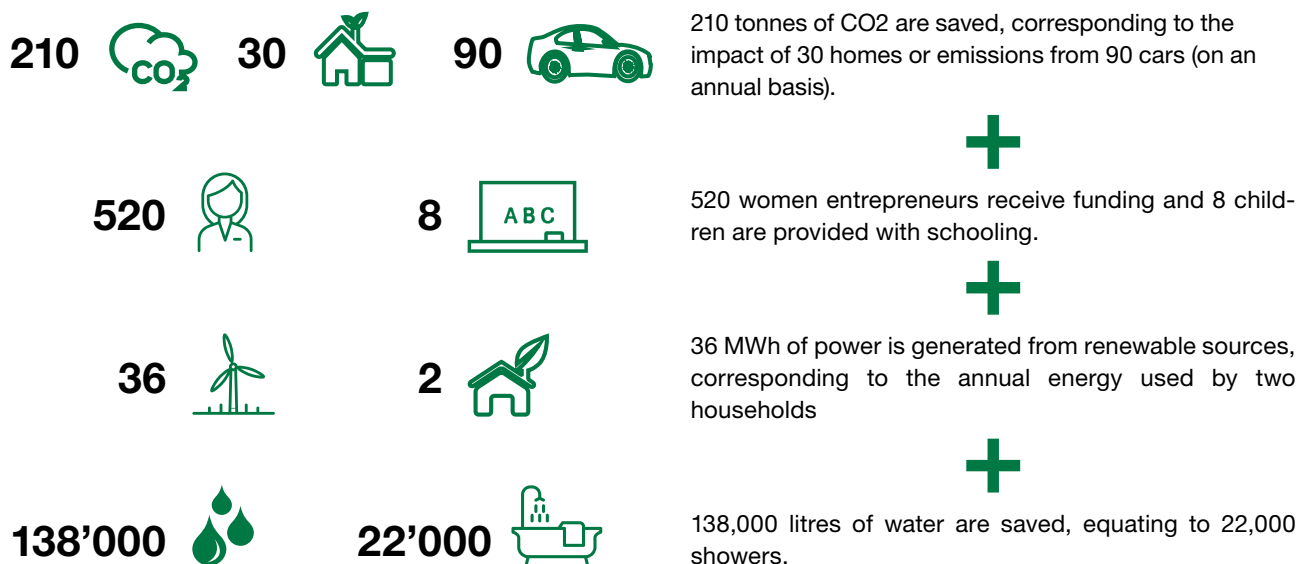 210 CO2 30 90
210 tonnes of CO2 are saved, corresponding to the
impact of 30 homes or emissions from 90 cars (on an
annual basis).
520 8 ABC
520 women entrepreneurs receive funding and 8 child-
ren are provided with schooling.
36 2
36 MWh of power is generated from renewable sources,
corresponding to the annual energy used by two
households
138’000 22’000
138,000 litres of water are saved, equating to 22,000
showers.